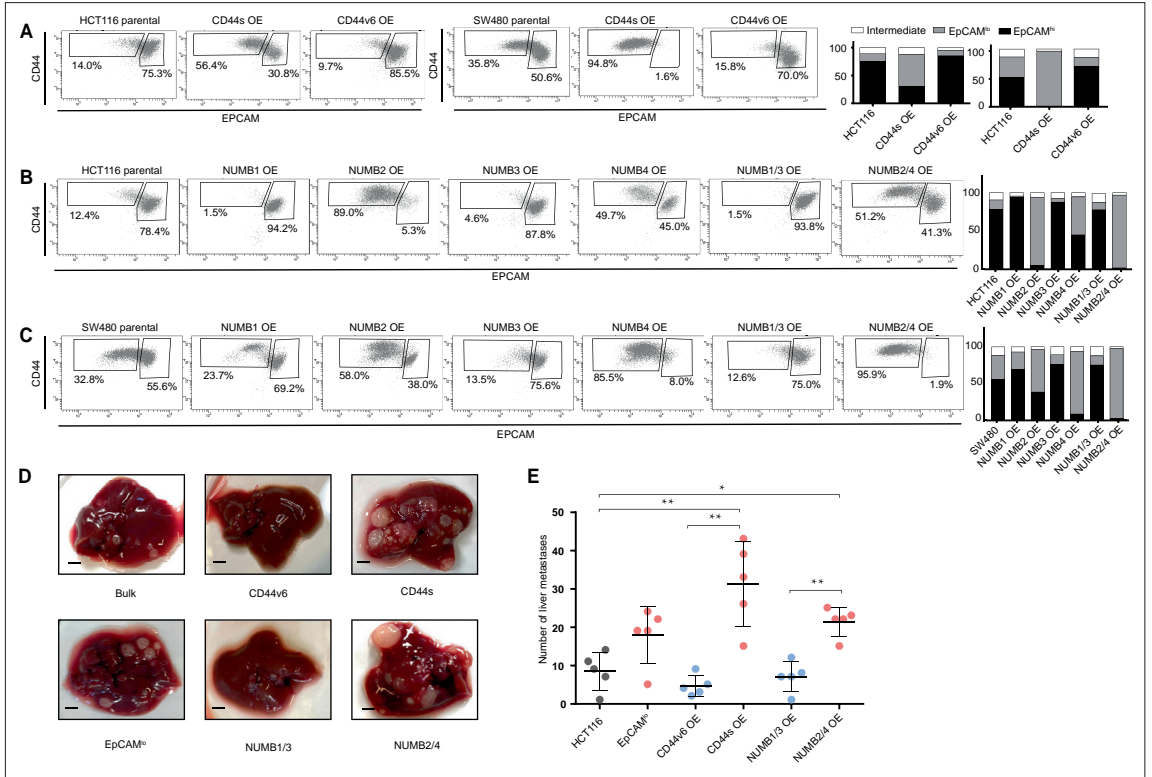 A
HCT116 parental CD44s OE CD44v6 OE SW480 parental CD44s OE CD44v6 OE
Intermediate EpCAMlo EpCAMhi
CD44 14.0% 75.3% 56.4% 30.8% 9.7% 85.5%
CD44 35.8% 50.6% 94.8% 1.6% 15.8% 70.0%
EPCAM EPCAM
100 50 0 HCT116 CD44s OE CD44v6 OE
100 50 0 HCT116 CD44s OE CD44v6 OE
B
HCT116 parental NUMB1 OE NUMB2 OE NUMB3 OE NUMB4 OE NUMB1/3 OE NUMB2/4 OE
CD44 12.4% 78.4% 1.5% 94.2% 89.0% 5.3% 4.6% 87.8% 49.7% 45.0% 1.5% 93.8% 51.2% 41.3%
EPCAM
100 50 0 HCT116 NUMB1 OE NUMB2 OE NUMB3 OE NUMB4 OE NUMB1/3 OE NUMB2/4 OE
C
SW480 parental NUMB1 OE NUMB2 OE NUMB3 OE NUMB4 OE NUMB1/3 OE NUMB2/4 OE
CD44 32.8% 55.6% 23.7% 69.2% 58.0% 38.0% 13.5% 75.6% 85.5% 8.0% 12.6% 75.0% 95.9% 1.9%
EPCAM
100 50 0 SW480 NUMB1 OE NUMB2 OE NUMB3 OE NUMB4 OE NUMB1/3 OE NUMB2/4 OE
D
Bulk CD44v6 CD44s
EpCAMlo NUMB1/3 NUMB2/4
E
*
**
**
**
Number of liver metastases
50
40
30
20
10
0
HCT116 EpCAMlo CD44v6 OE CD44s OE NUMB1/3 OE NUMB2/4 OE